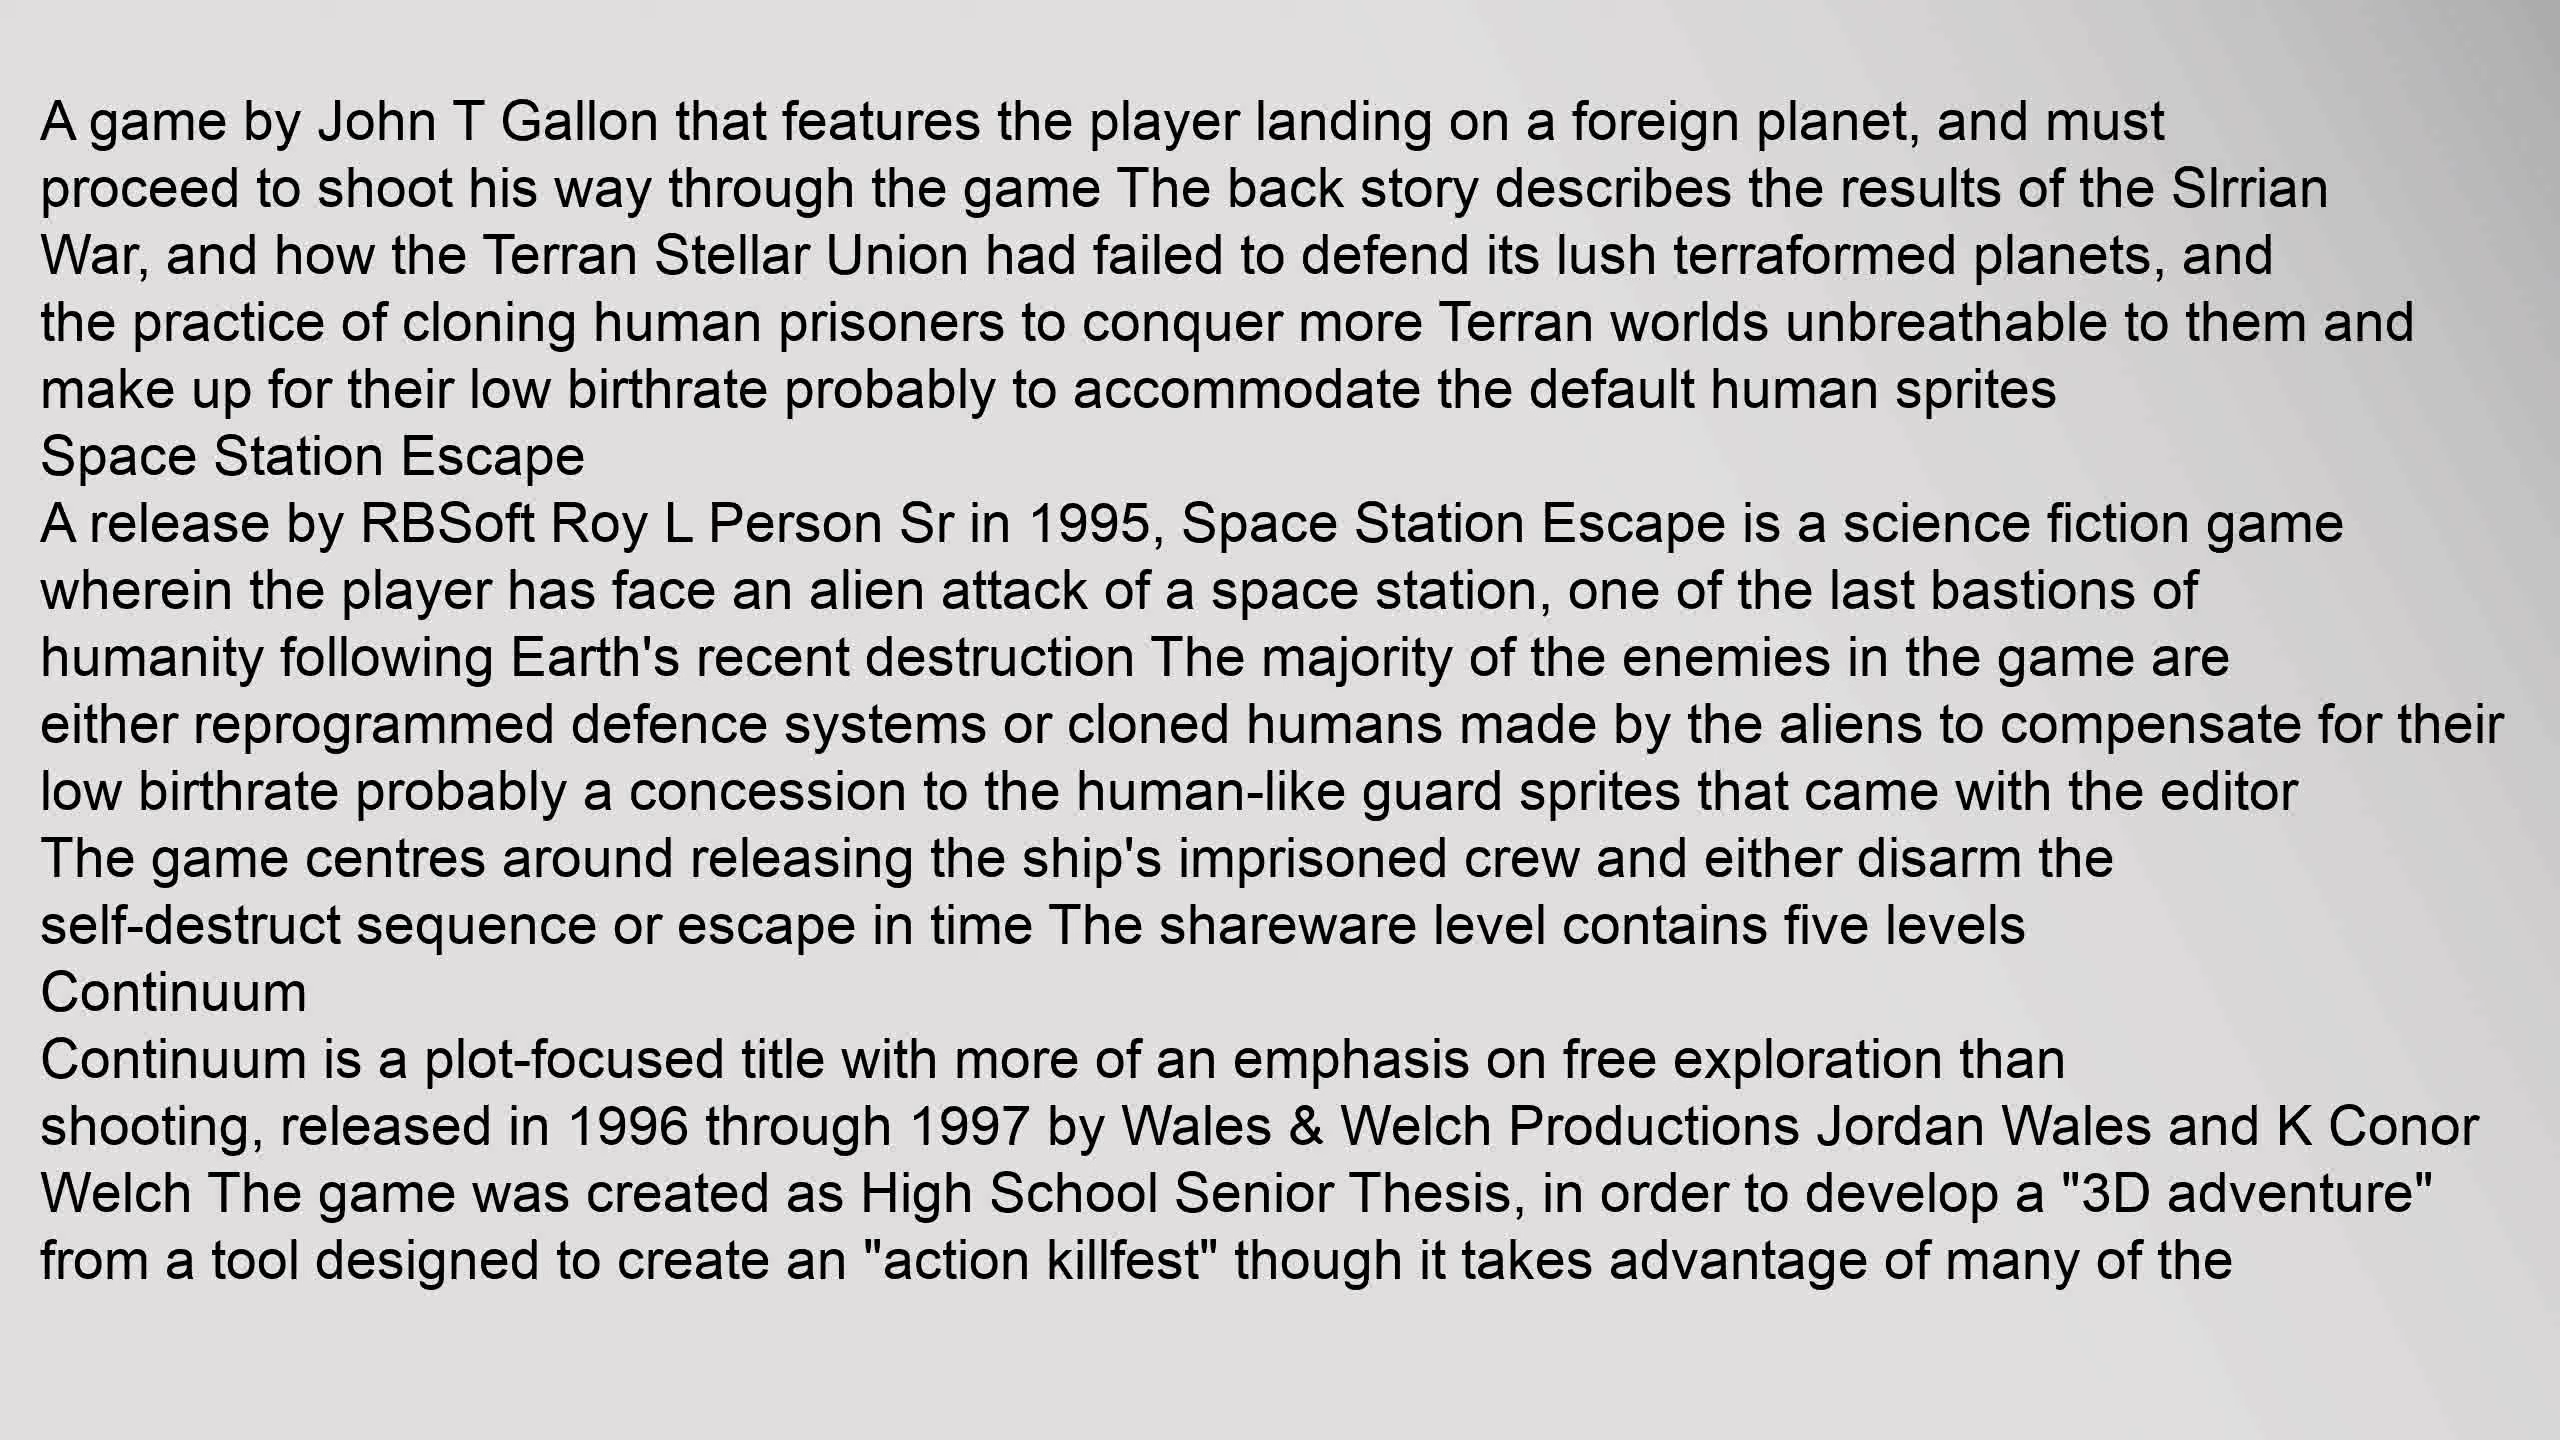 A game by John T Gallon that features the player landing on a foreign planet, and must
proceed to shoot his way through the game The back story describes the results of the Slrrian
War, and how the Terran Stellar Union had failed to defend its lush terraformed planets, and
the practice of cloning human prisoners to conquer more Terran worlds unbreathable to them and
make up for their low birthrate probably to accommodate the default human sprites
Space Station Escape
A release by RBSoft Roy L Person Sr in 1995, Space Station Escape is a science fiction game
wherein the player has face an alien attack of a space station, one of the last bastions of
humanity following Earth's recent destruction The majority of the enemies in the game are
either reprogrammed defence systems or cloned humans made by the aliens to compensate for their
low birthrate probably a concession to the human-like guard sprites that came with the editor
The game centres around releasing the ship's imprisoned crew and either disarm the
self-destruct sequence or escape in time The shareware level contains five levels
Continuum
Continuum is a plot-focused title with more of an emphasis on free exploration than
shooting, released in 1996 through 1997 by Wales & Welch Productions Jordan Wales and K Conor
Welch The game was created as High School Senior Thesis, in order to develop a "3D adventure"
from a tool designed to create an "action killfest" though it takes advantage of many of the